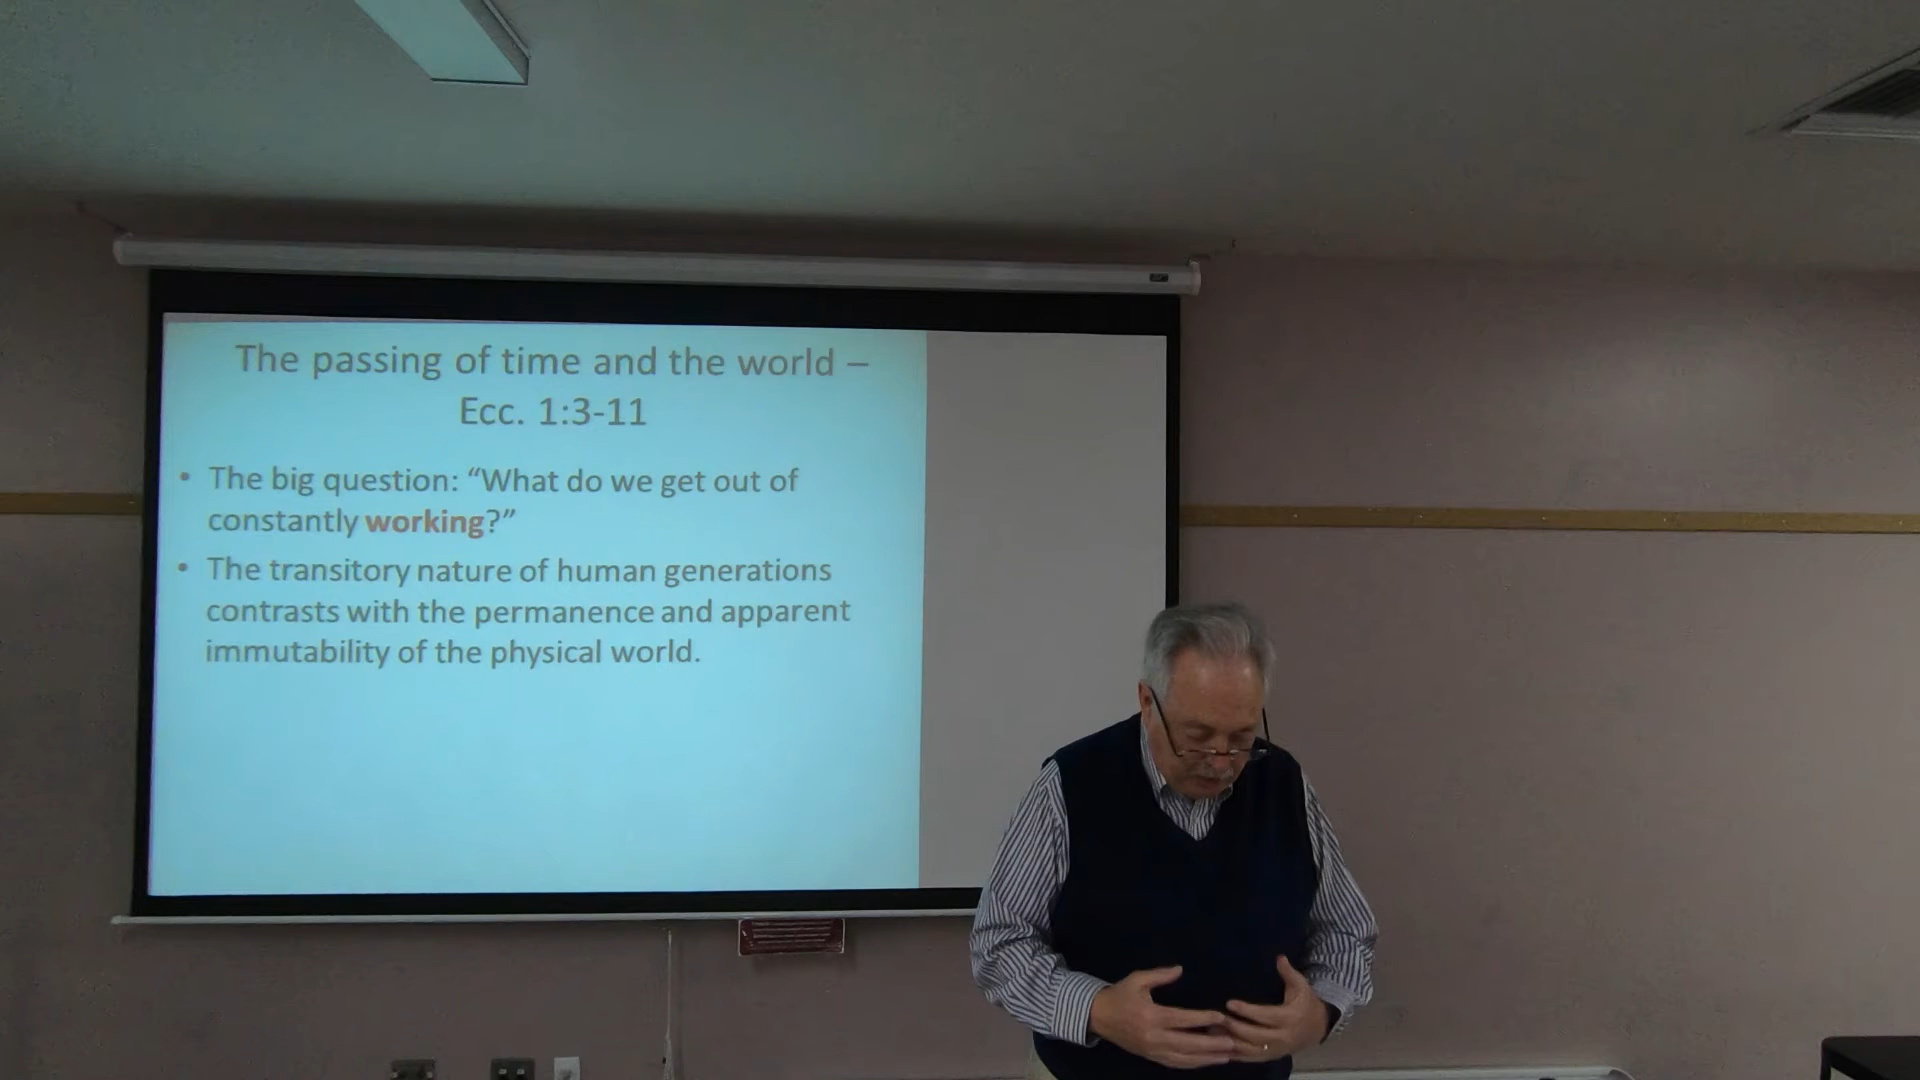 The passing of time and the world –
Ecc. 1:3-11
• The big question: “What do we get out of
constantly working?”
• The transitory nature of human generations
contrasts with the permanence and apparent
immutability of the physical world.